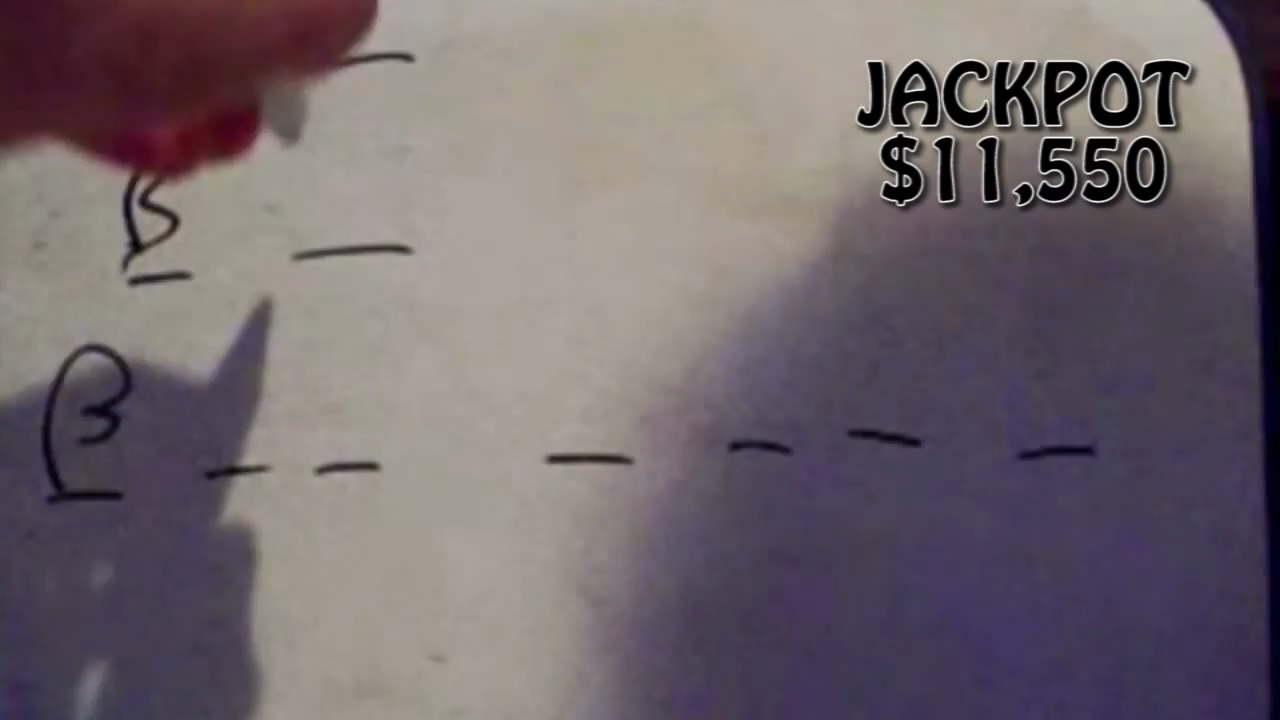 JACKPOT
$11,550
B _
B _ _ _ _ _ _